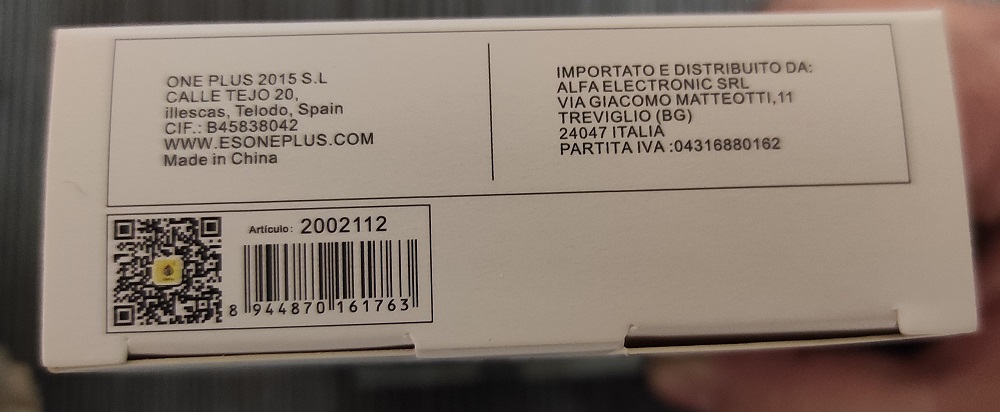 ONE PLUS 2015 S.L
CALLE TEJO 20,
illescas, Telodo, Spain
CIF.: B45838042
WWW.ESONEPLUS.COM
Made in China
IMPORTATO E DISTRIBUITO DA:
ALFA ELECTRONIC SRL
VIA GIACOMO MATTEOTTI,11
TREVIGLIO (BG)
24047 ITALIA
PARTITA IVA :04316880162
Artículo: 2002112
8 944870 161763